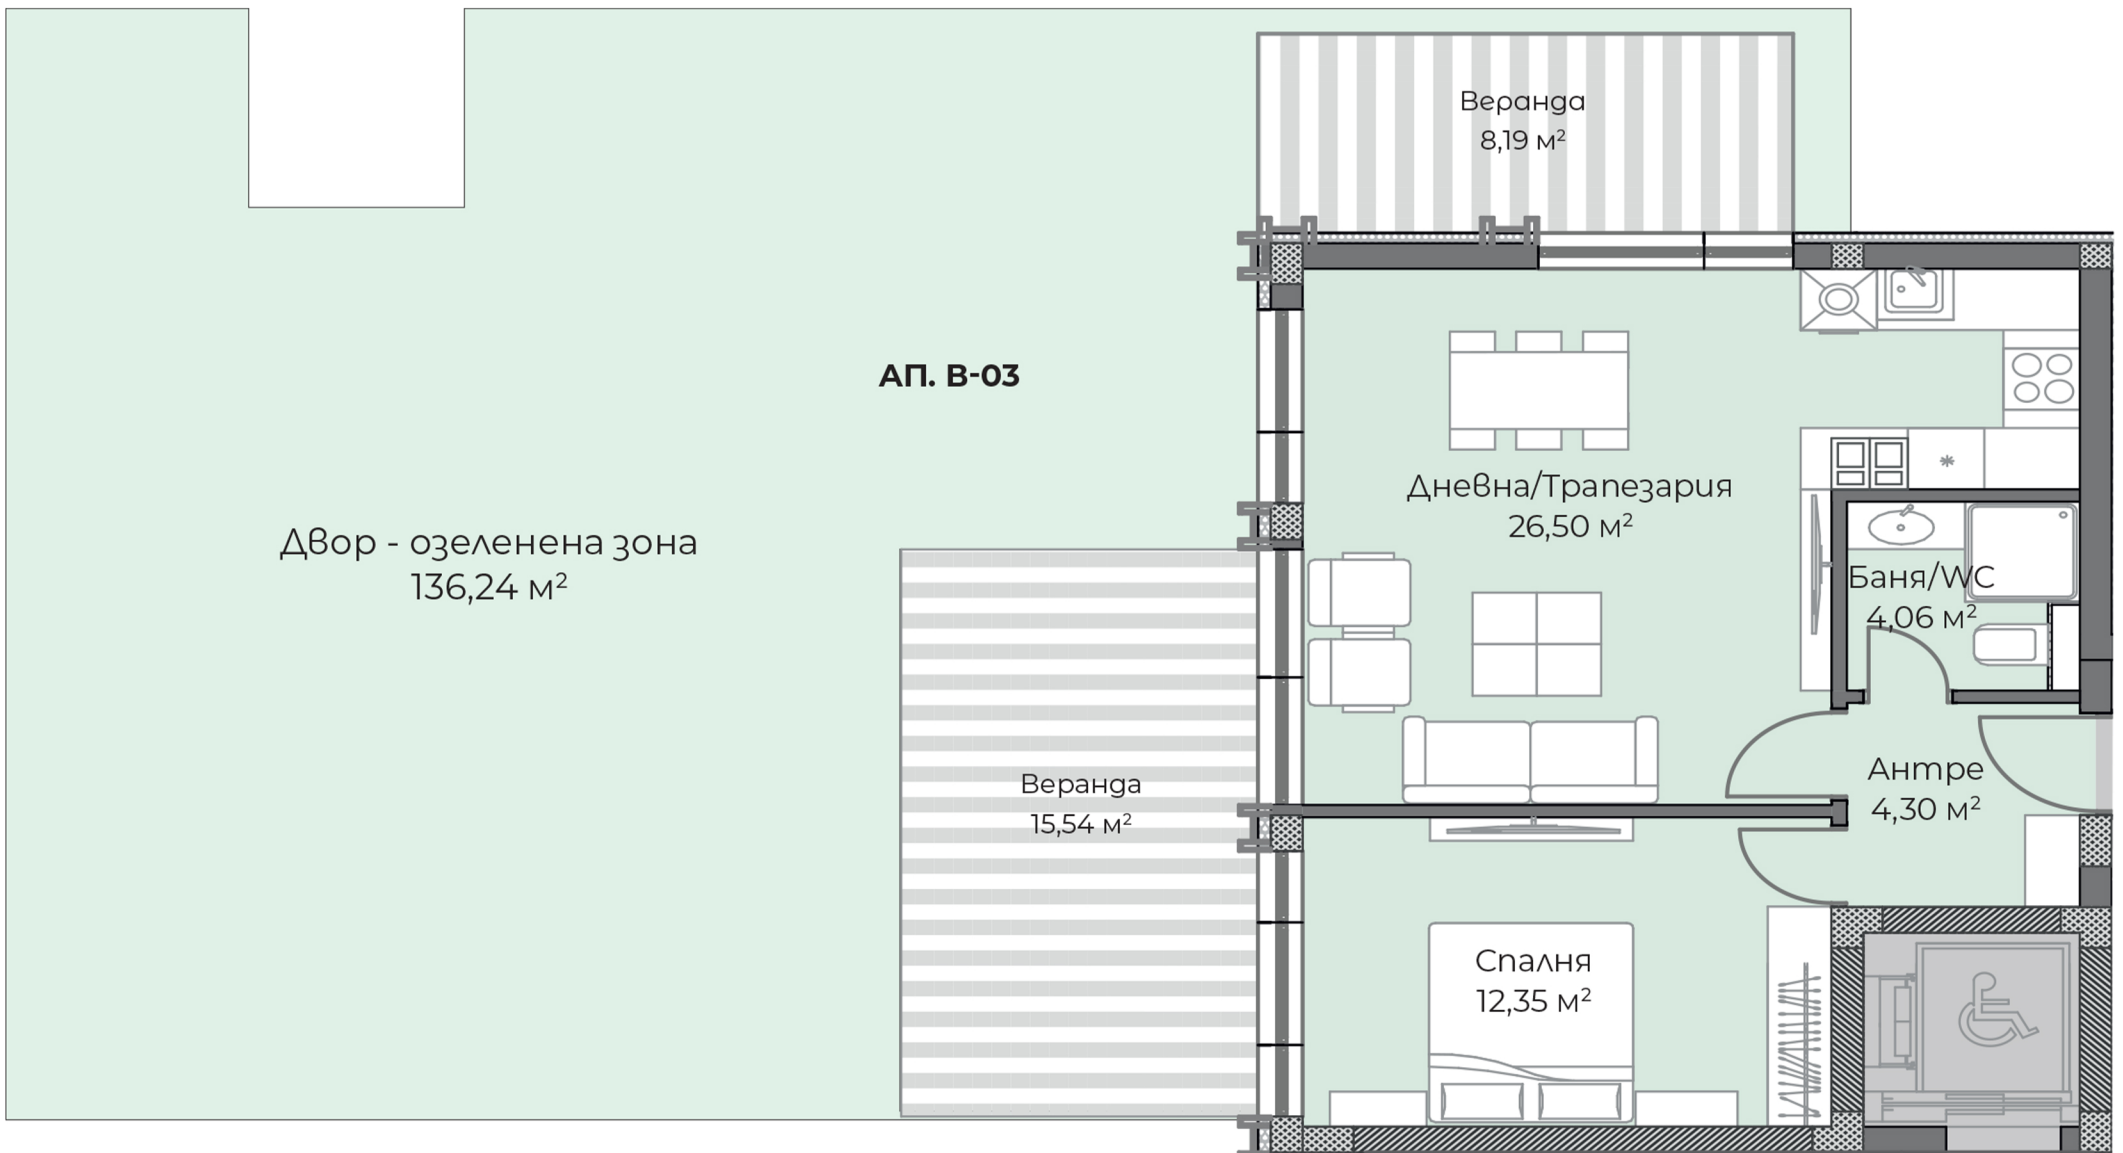 Веранда
8,19 м²
АП. В-03
Дневна/Трапезария
26,50 м²
Двор - озеленена зона
136,24 м²
Баня/WC
4,06 м²
Веранда
15,54 м²
Антре
4,30 м²
Спалня
12,35 м²